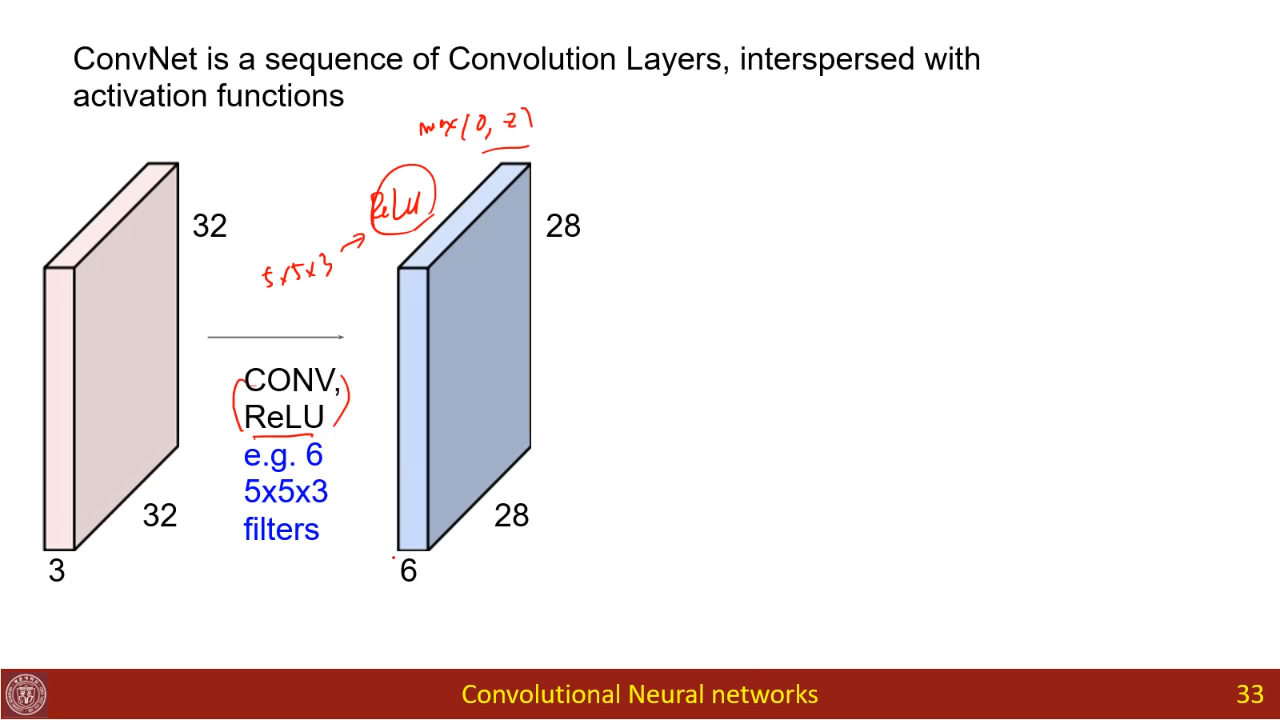 ConvNet is a sequence of Convolution Layers, interspersed with
activation functions
max(0, z)
ReLU
32
28
5x5x3
CONV,
ReLU
e.g. 6
5x5x3
filters
32
28
3
6
Convolutional Neural networks
33